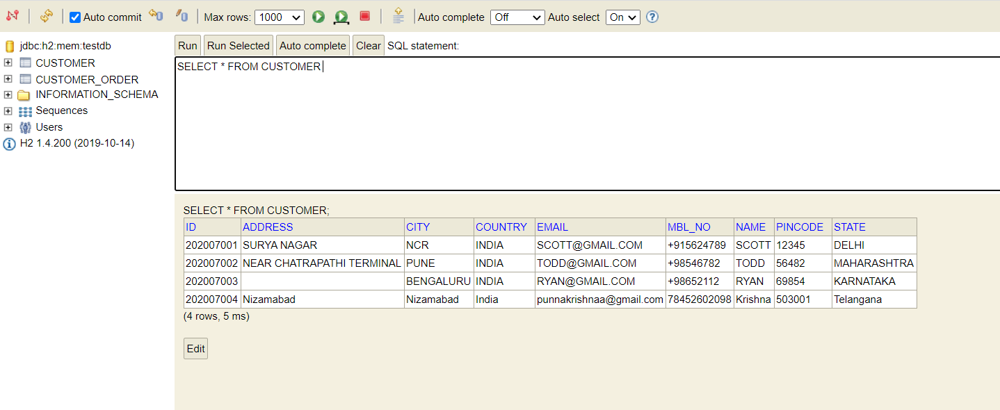 Auto commit Max rows: 1000 Auto complete Off Auto select On ?
jdbc:h2:mem:testdb
CUSTOMER
CUSTOMER_ORDER
INFORMATION_SCHEMA
Sequences
Users
H2 1.4.200 (2019-10-14)
Run Run Selected Auto complete Clear SQL statement:
SELECT * FROM CUSTOMER
SELECT * FROM CUSTOMER;
ID ADDRESS CITY COUNTRY EMAIL MBL_NO NAME PINCODE STATE
202007001 SURYA NAGAR NCR INDIA SCOTT@GMAIL.COM +915624789 SCOTT 12345 DELHI
202007002 NEAR CHATRAPATHI TERMINAL PUNE INDIA TODD@GMAIL.COM +98546782 TODD 56482 MAHARASHTRA
202007003 BENGALURU INDIA RYAN@GMAIL.COM +98652112 RYAN 69854 KARNATAKA
202007004 Nizamabad Nizamabad India punnakrishnaa@gmail.com 78452602098 Krishna 503001 Telangana
(4 rows, 5 ms)
Edit